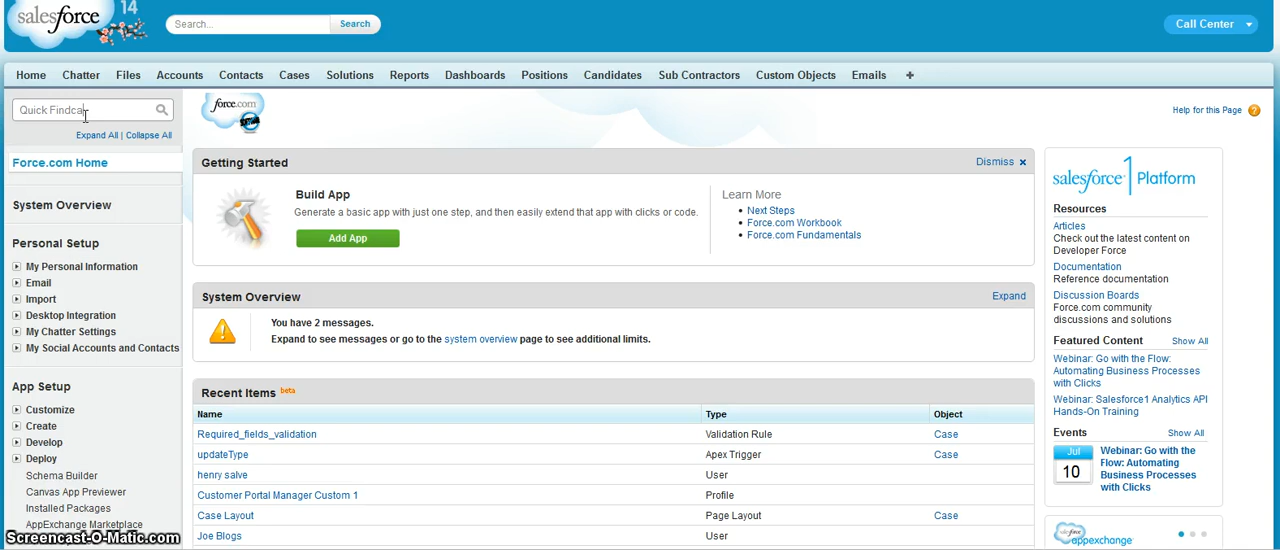 salesforce
14
Search...
Search
Call Center
Home Chatter Files Accounts Contacts Cases Solutions Reports Dashboards Positions Candidates Sub Contractors Custom Objects Emails +
Quick Findca
Expand All | Collapse All
Force.com Home
System Overview
Personal Setup
My Personal Information
Email
Import
Desktop Integration
My Chatter Settings
My Social Accounts and Contacts
App Setup
Customize
Create
Develop
Deploy
Schema Builder
Canvas App Previewer
Installed Packages
AppExchange Marketplace
Screencast-O-Matic.com
force.com
Help for this Page ?
Getting Started
Dismiss x
Build App
Generate a basic app with just one step, and then easily extend that app with clicks or code.
Add App
Learn More
• Next Steps
• Force.com Workbook
• Force.com Fundamentals
System Overview
Expand
You have 2 messages.
Expand to see messages or go to the system overview page to see additional limits.
Recent Items beta
Name Type Object
Required_fields_validation Validation Rule Case
updateType Apex Trigger Case
henry salve User
Customer Portal Manager Custom 1 Profile
Case Layout Page Layout Case
Joe Blogs User
salesforce1 Platform
Resources
Articles
Check out the latest content on
Developer Force
Documentation
Reference documentation
Discussion Boards
Force.com community
discussions and solutions
Featured Content Show All
Webinar: Go with the Flow:
Automating Business Processes
with Clicks
Webinar: Salesforce1 Analytics API
Hands-On Training
Events Show All
Jul
10
Webinar: Go with the
Flow: Automating
Business Processes
with Clicks
salesforce
appexchange